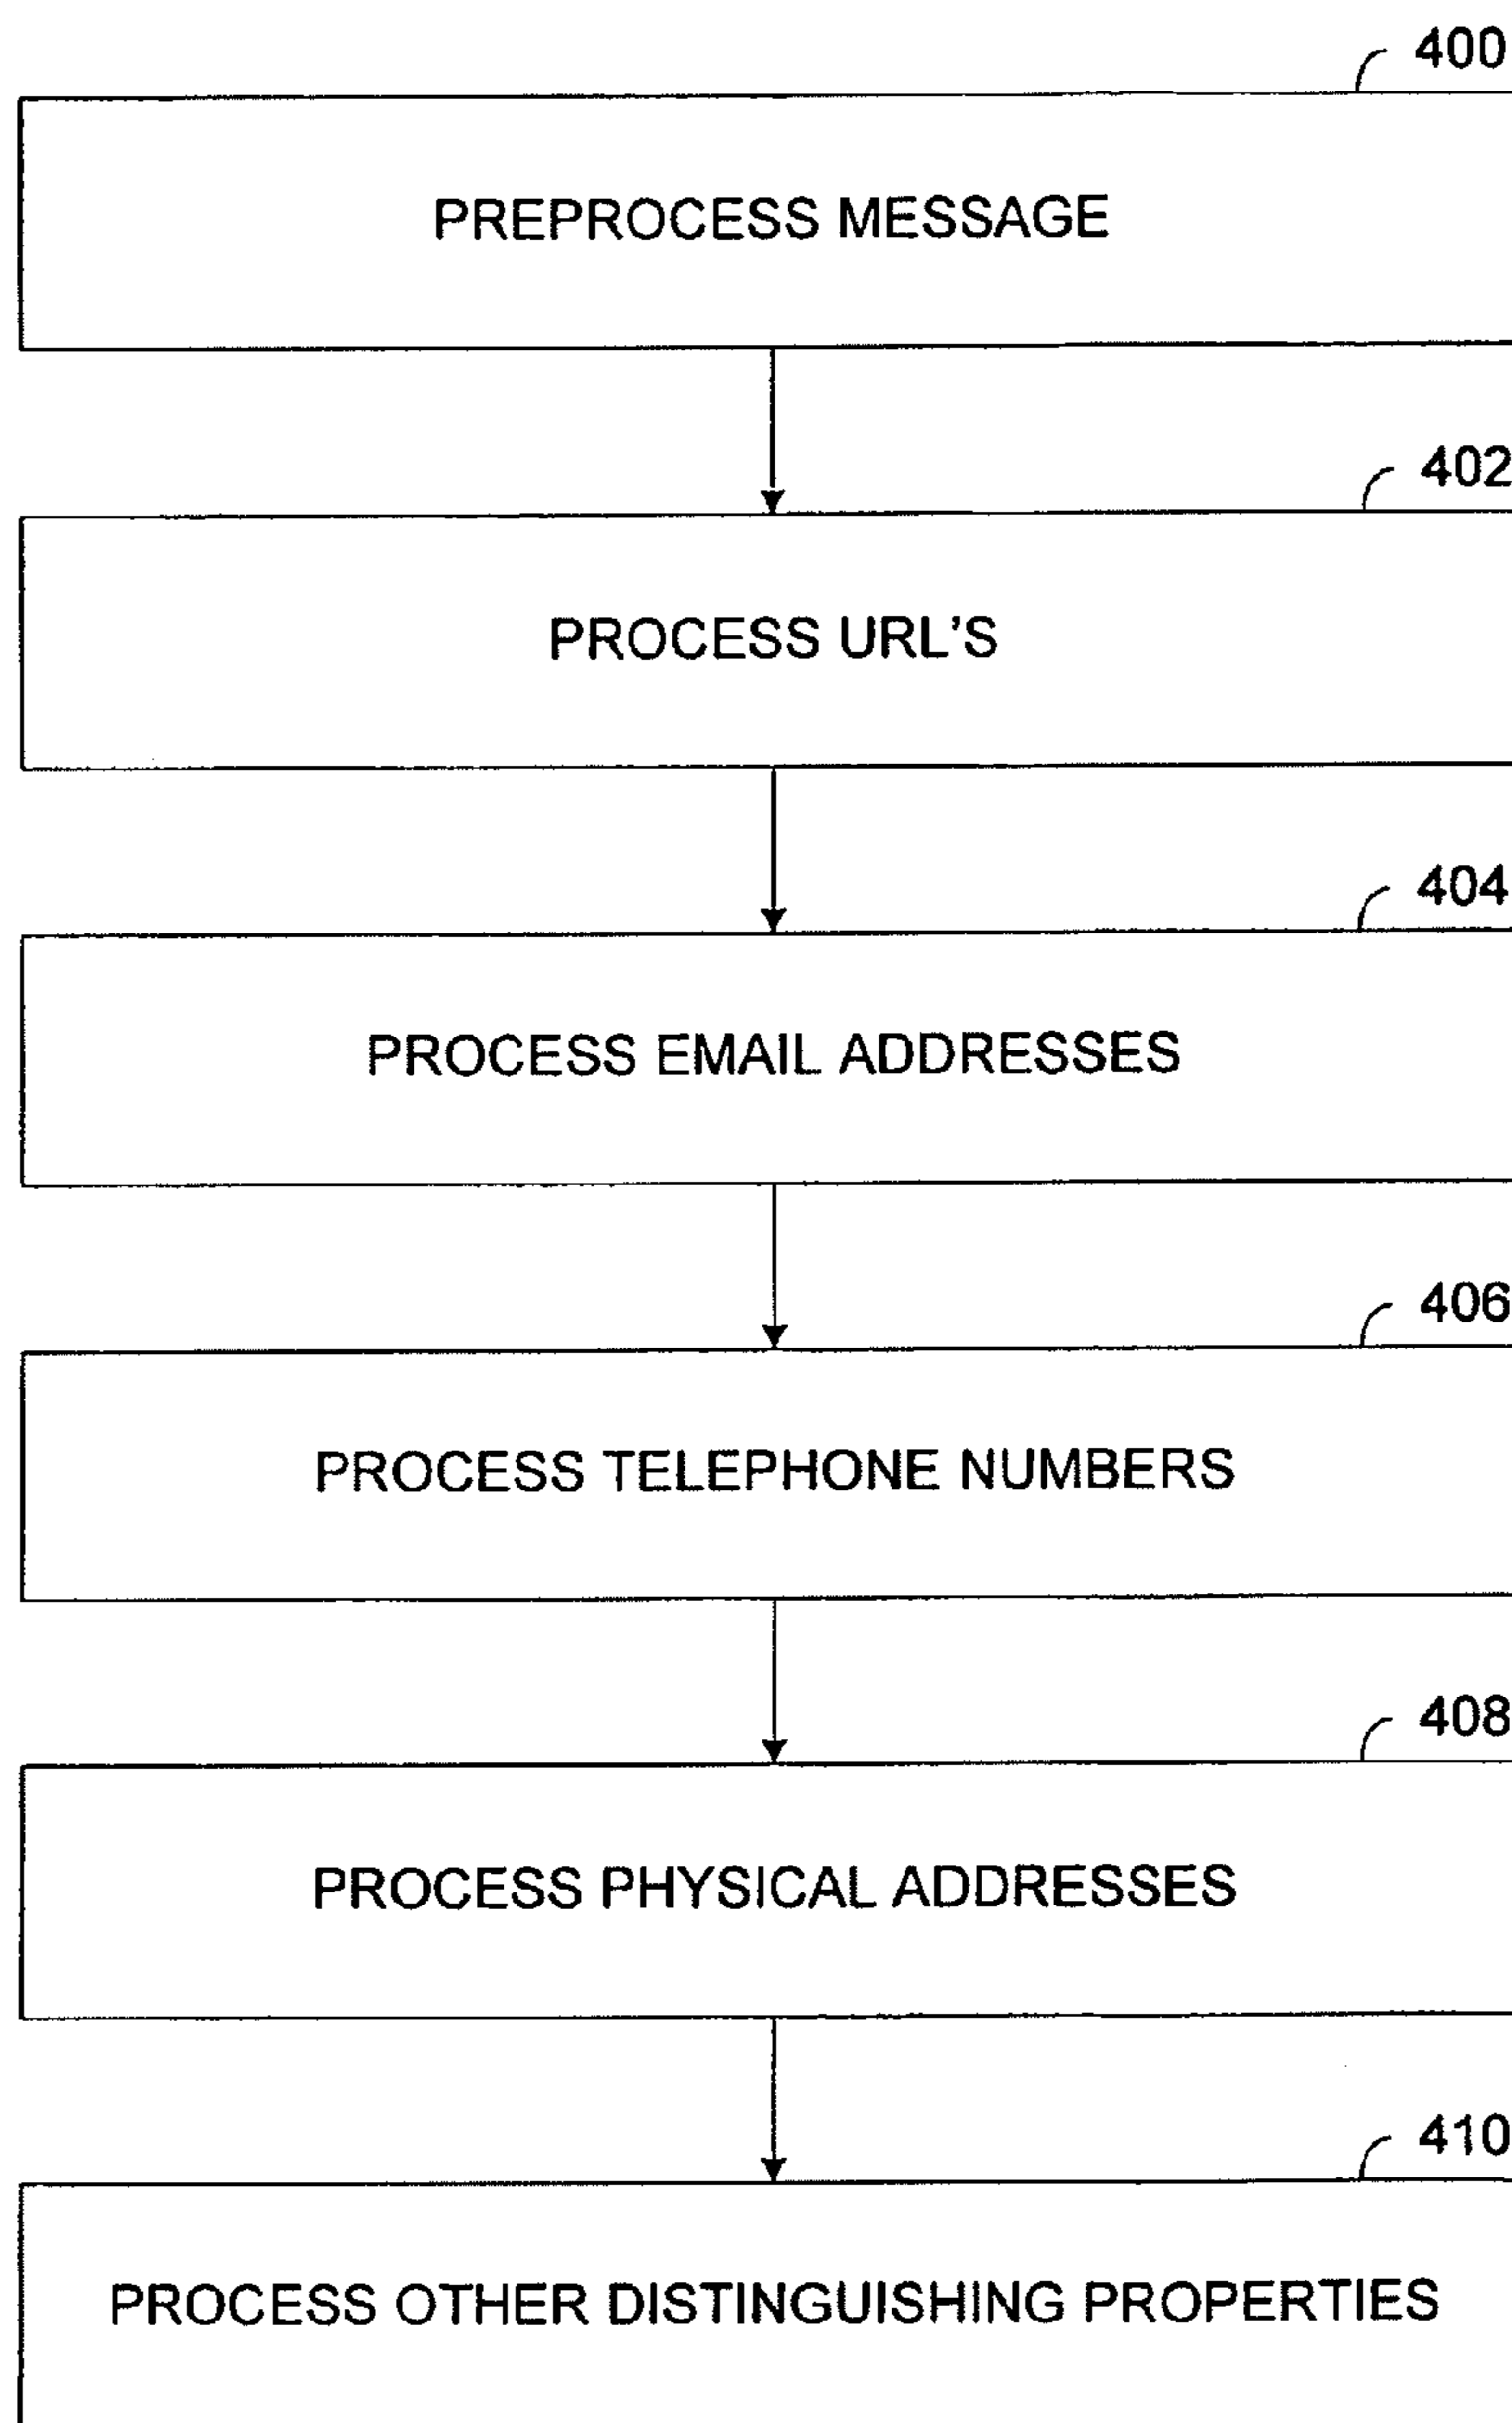 400
PREPROCESS MESSAGE
402
PROCESS URL’S
404
PROCESS EMAIL ADDRESSES
406
PROCESS TELEPHONE NUMBERS
408
PROCESS PHYSICAL ADDRESSES
410
PROCESS OTHER DISTINGUISHING PROPERTIES